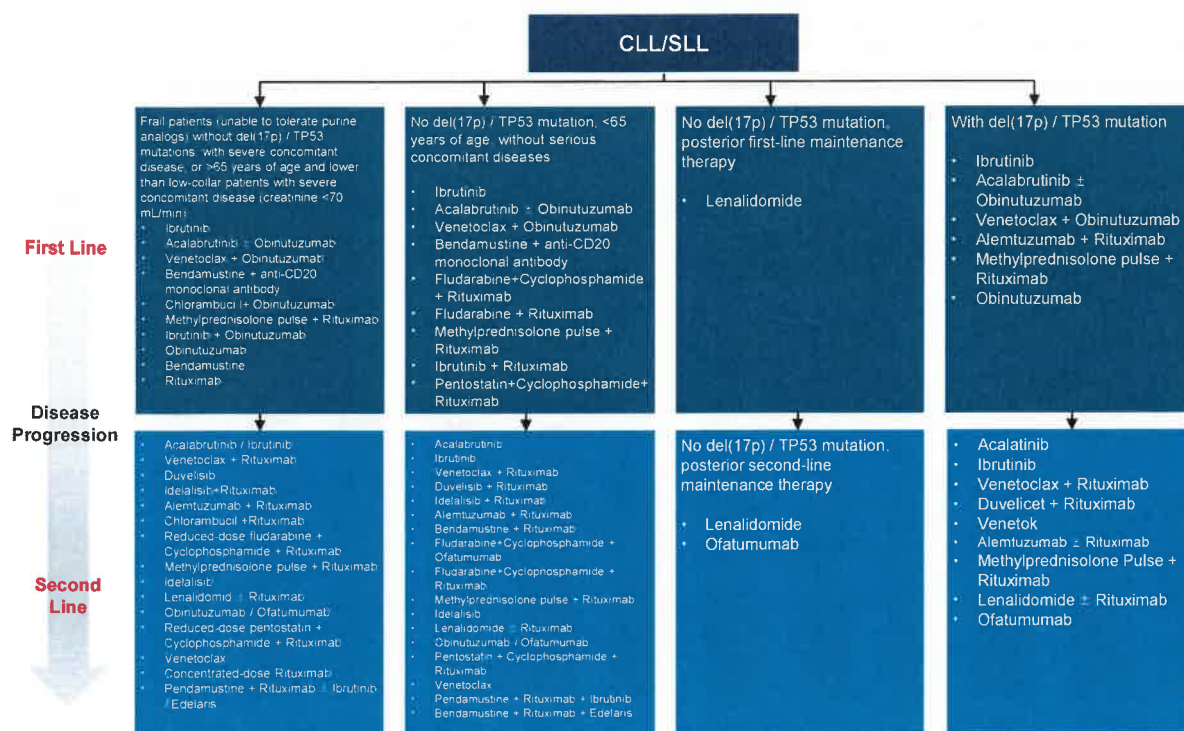 CLL/SLL
First Line
Disease
Progression
Second
Line
Frail patients (unable to tolerate purine
analogs) without del(17p) / TP53
mutations, with severe concomitant
disease, or >65 years of age and lower
than low-collar patients with severe
concomitant disease (creatinine <70
mL/min)
• Ibrutinib
• Acalabrutinib ± Obinutuzumab
• Venetoclax + Obinutuzumab
• Bendamustine + anti-CD20
monoclonal antibody
• Chlorambuci l+ Obinutuzumab
• Methylprednisolone pulse + Rituximab
• Ibrutinib + Obinutuzumab
• Obinutuzumab
• Bendamustine
• Rituximab
No del(17p) / TP53 mutation, <65
years of age, without serious
concomitant diseases
• Ibrutinib
• Acalabrutinib ± Obinutuzumab
• Venetoclax + Obinutuzumab
• Bendamustine + anti-CD20
monoclonal antibody
• Fludarabine+Cyclophosphamide
+ Rituximab
• Fludarabine + Rituximab
• Methylprednisolone pulse +
Rituximab
• Ibrutinib + Rituximab
• Pentostatin+Cyclophosphamide+
Rituximab
No del(17p) / TP53 mutation,
posterior first-line maintenance
therapy
• Lenalidomide
With del(17p) / TP53 mutation
• Ibrutinib
• Acalabrutinib ±
Obinutuzumab
• Venetoclax + Obinutuzumab
• Alemtuzumab + Rituximab
• Methylprednisolone pulse +
Rituximab
• Obinutuzumab
• Acalabrutinib / Ibrutinib
• Venetoclax + Rituximab
• Duvelisib
• Idelalisib+Rituximab
• Alemtuzumab + Rituximab
• Chlorambucil +Rituximab
• Reduced-dose fludarabine +
Cyclophosphamide + Rituximab
• Methylprednisolone pulse + Rituximab
• Idelalisib
• Lenalidomid ± Rituximab
• Obinutuzumab / Ofatumumab
• Reduced-dose pentostatin +
Cyclophosphamide + Rituximab
• Venetoclax
• Concentrated-dose Rituximab
• Pendamustine + Rituximab ± Ibrutinib
/ Edelaris
• Acalabrutinib
• Ibrutinib
• Venetoclax + Rituximab
• Duvelisib + Rituximab
• Idelalisib + Rituximab
• Alemtuzumab + Rituximab
• Bendamustine + Rituximab
• Fludarabine+Cyclophosphamide +
Ofatumumab
• Fludarabine+Cyclophosphamide +
Rituximab
• Methylprednisolone pulse + Rituximab
• Idelalisib
• Lenalidomide ± Rituximab
• Obinutuzumab / Ofatumumab
• Pentostatin + Cyclophosphamide +
Rituximab
• Venetoclax
• Pendamustine + Rituximab + Ibrutinib
• Bendamustine + Rituximab + Edelaris
No del(17p) / TP53 mutation,
posterior second-line
maintenance therapy
• Lenalidomide
• Ofatumumab
• Acalatinib
• Ibrutinib
• Venetoclax + Rituximab
• Duvelicet + Rituximab
• Venetok
• Alemtuzumab ± Rituximab
• Methylprednisolone Pulse +
Rituximab
• Lenalidomide ± Rituximab
• Ofatumumab